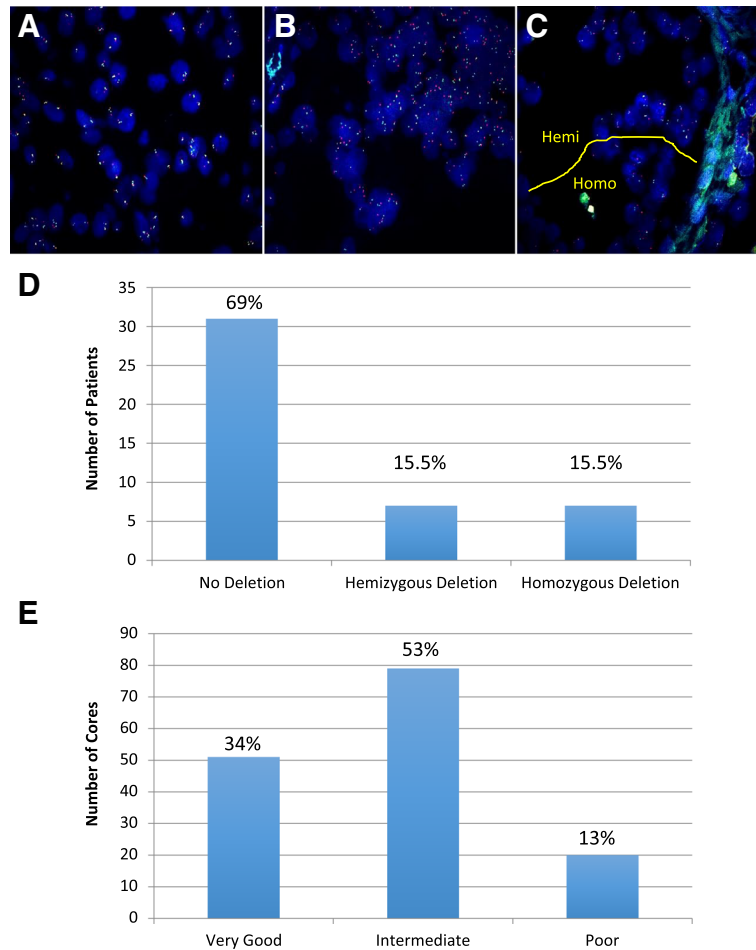 A
B
C
Hemi
Homo
D
35
30
25
20
15
10
5
0
Number of Patients
69%
15.5%
15.5%
No Deletion
Hemizygous Deletion
Homozygous Deletion
E
90
80
70
60
50
40
30
20
10
0
Number of Cores
34%
53%
13%
Very Good
Intermediate
Poor